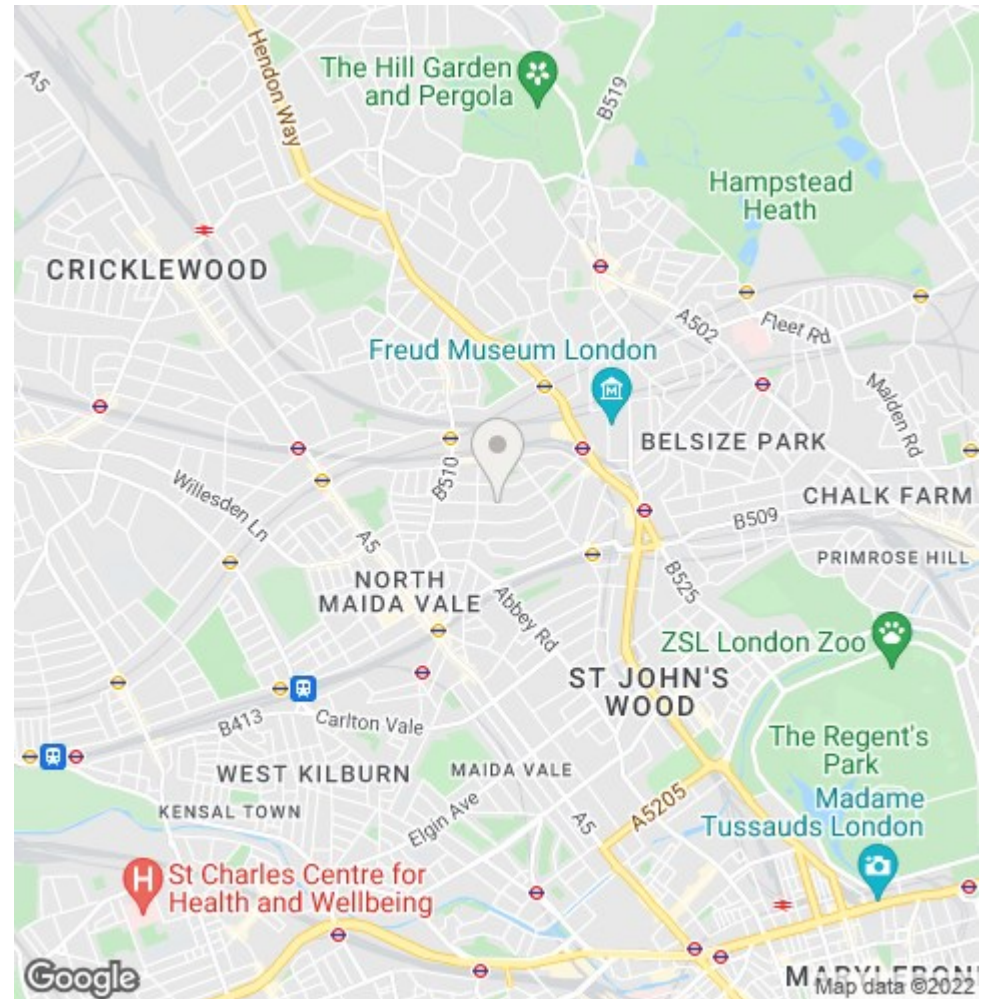 Hendon Way
A5
The Hill Garden
and Pergola
B519
Hampstead
Heath
CRICKLEWOOD
A502
Fleet Rd
Freud Museum London
Malden Rd
BELSIZE PARK
B510
Willesden Ln
CHALK FARM
B509
A5
PRIMROSE HILL
NORTH
MAIDA VALE
B525
Abbey Rd
ZSL London Zoo
ST JOHN'S
WOOD
B413
Carlton Vale
The Regent's
Park
WEST KILBURN
MAIDA VALE
KENSAL TOWN
Elgin Ave
A5
A5205
Madame
Tussauds London
H
St Charles Centre for
Health and Wellbeing
Google
MARYLEBON
Map data ©2022